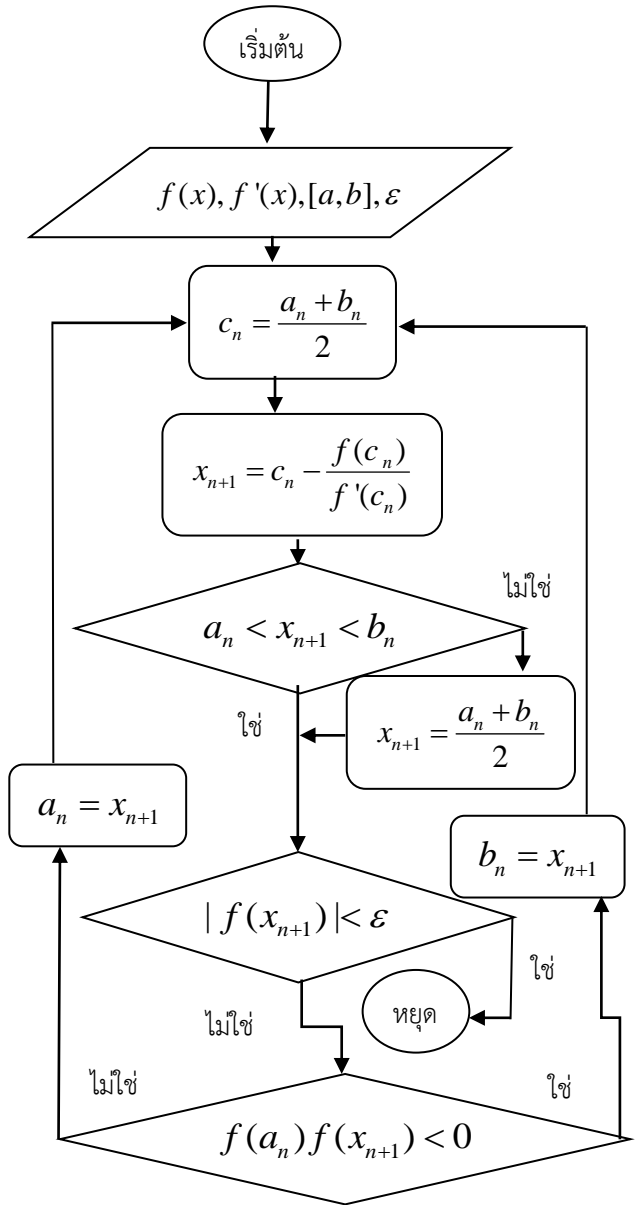 เริ่มต้น
f(x), f '(x),[a,b], ε
c_n = (a_n + b_n)/2
x_{n+1} = c_n − f(c_n)/f '(c_n)
ไม่ใช่
a_n < x_{n+1} < b_n
ใช่
x_{n+1} = (a_n + b_n)/2
a_n = x_{n+1}
b_n = x_{n+1}
| f(x_{n+1}) |< ε
ใช่
หยุด
ไม่ใช่
ไม่ใช่
ใช่
f(a_n)f(x_{n+1}) < 0